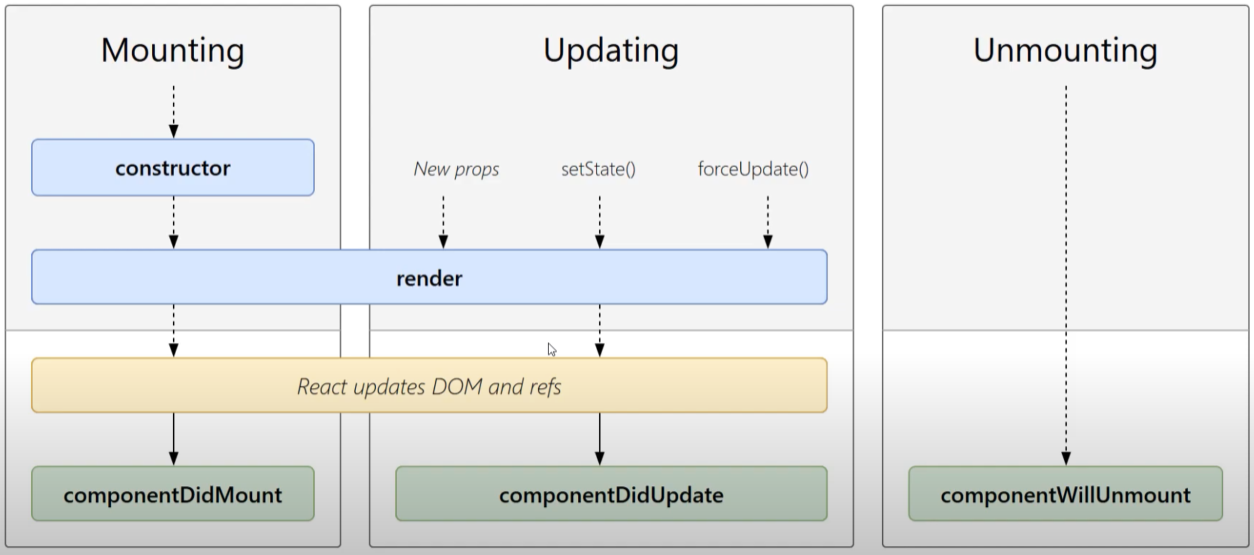 Mounting
Updating
Unmounting
constructor
New props
setState()
forceUpdate()
render
React updates DOM and refs
componentDidMount
componentDidUpdate
componentWillUnmount